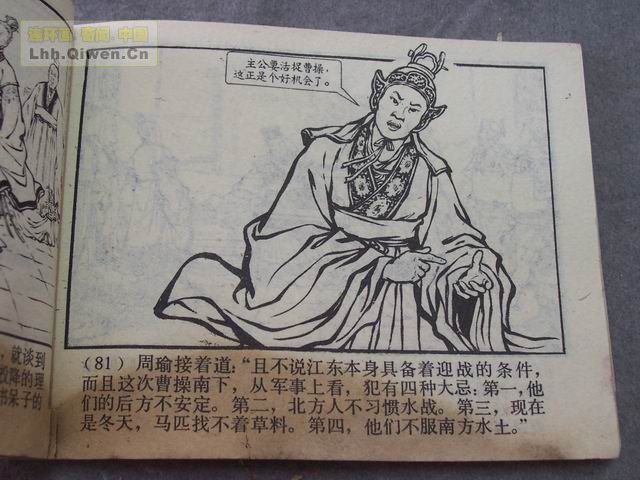 连环画 奇闻 中国
Lhh.Qiwen.Cn
主公要活捉曹操，
这正是个好机会了。
就谈到
投降的理
书呆子的
（81）周瑜接着道：“且不说江东本身具备着迎战的条件，
而且这次曹操南下，从军事上看，犯有四种大忌：第一，他
们的后方不安定。第二，北方人不习惯水战。第三，现在
是冬天，马匹找不着草料。第四，他们不服南方水土。”